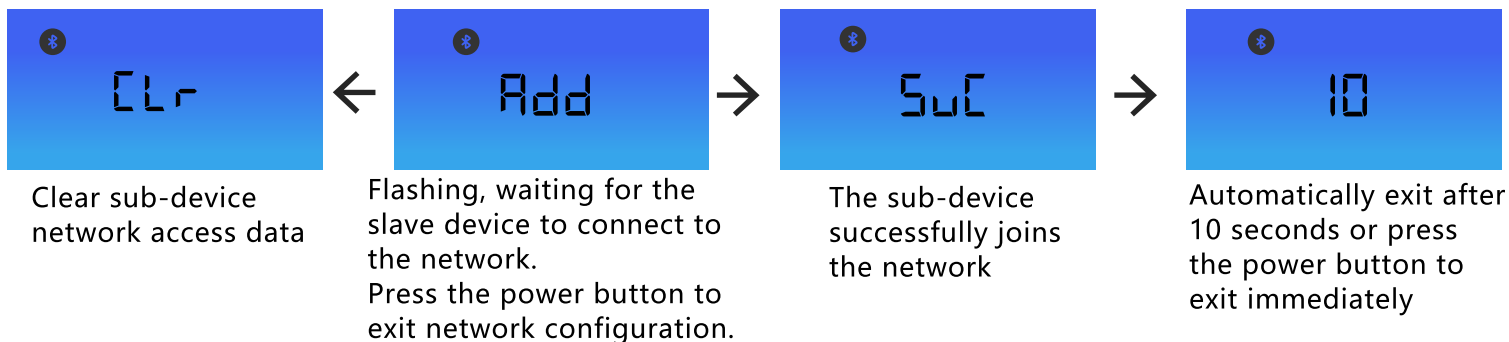 CLr
Add
SuC
10
Clear sub-device
network access data
Flashing, waiting for the
slave device to connect to
the network.
Press the power button to
exit network configuration.
The sub-device
successfully joins
the network
Automatically exit after
10 seconds or press
the power button to
exit immediately